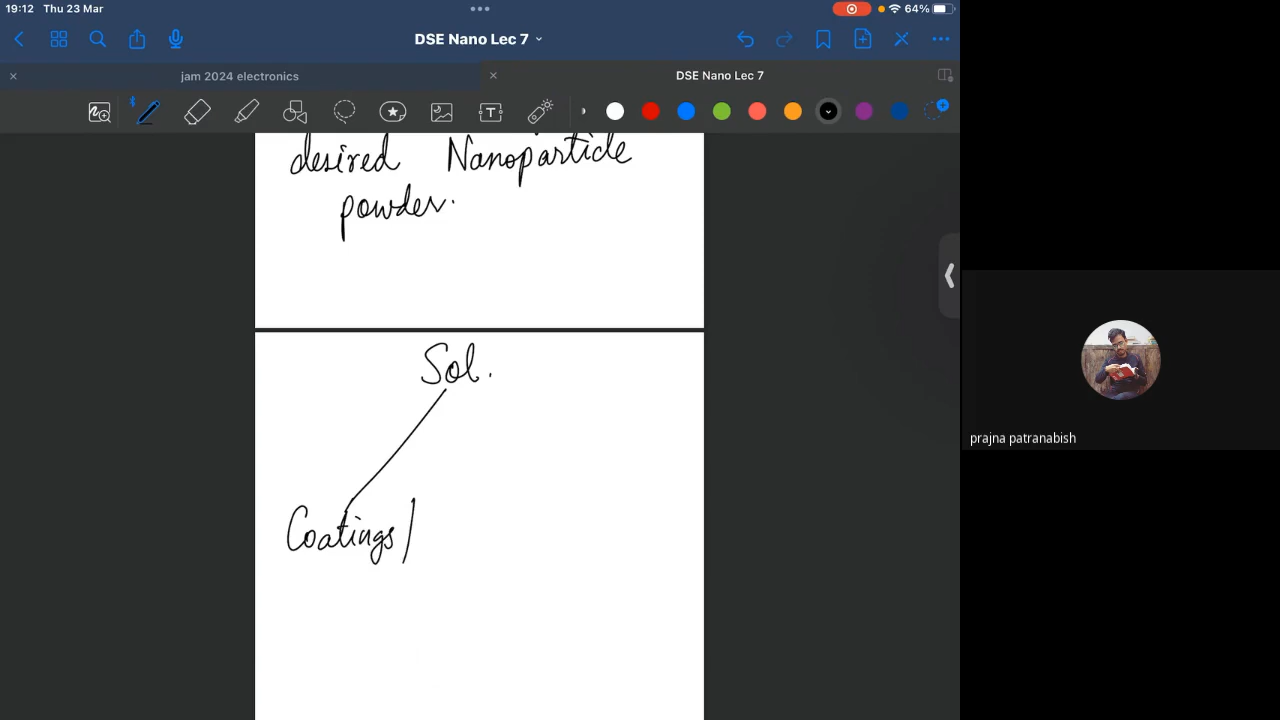 19:12 Thu 23 Mar
64%
DSE Nano Lec 7
jam 2024 electronics
DSE Nano Lec 7
desired Nanoparticle
powder.
Sol.
Coatings/
prajna patranabish